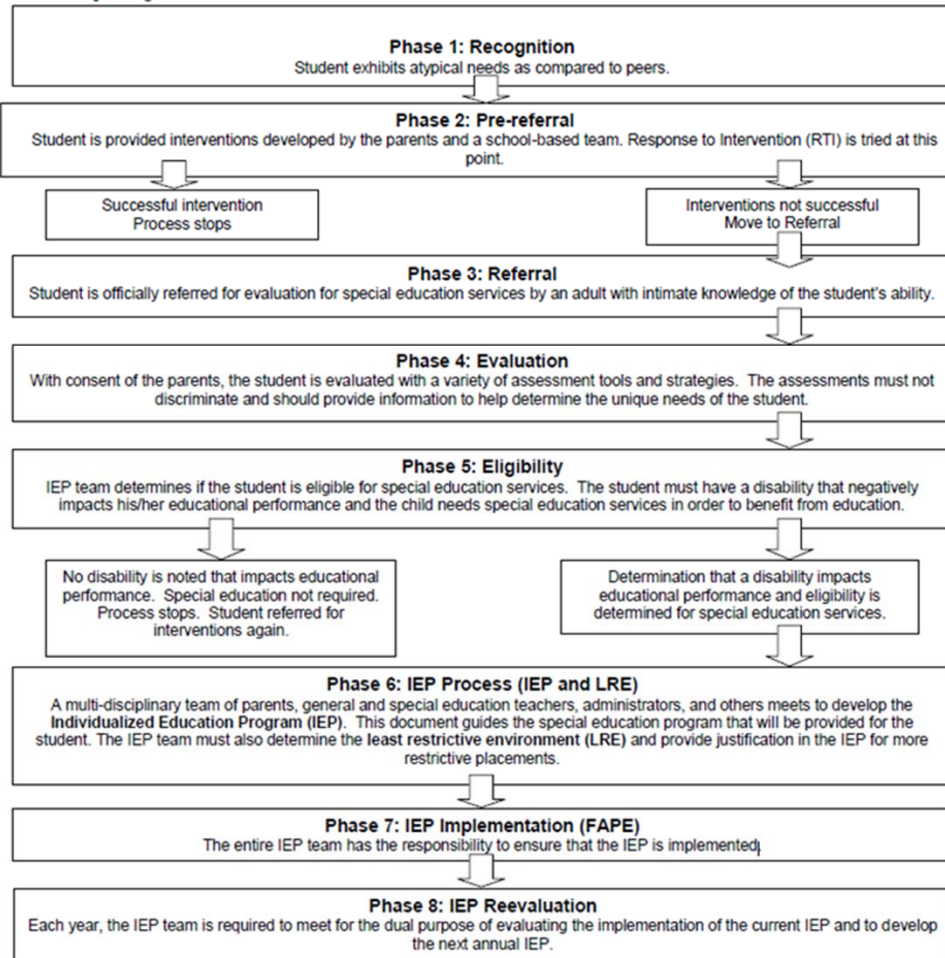 Phase 1: Recognition
Student exhibits atypical needs as compared to peers.
Phase 2: Pre-referral
Student is provided interventions developed by the parents and a school-based team. Response to Intervention (RTI) is tried at this
point.
Successful intervention
Process stops
Interventions not successful
Move to Referral
Phase 3: Referral
Student is officially referred for evaluation for special education services by an adult with intimate knowledge of the student's ability.
Phase 4: Evaluation
With consent of the parents, the student is evaluated with a variety of assessment tools and strategies. The assessments must not
discriminate and should provide information to help determine the unique needs of the student.
Phase 5: Eligibility
IEP team determines if the student is eligible for special education services. The student must have a disability that negatively
impacts his/her educational performance and the child needs special education services in order to benefit from education.
No disability is noted that impacts educational
performance. Special education not required.
Process stops. Student referred for
interventions again.
Determination that a disability impacts
educational performance and eligibility is
determined for special education services.
Phase 6: IEP Process (IEP and LRE)
A multi-disciplinary team of parents, general and special education teachers, administrators, and others meets to develop the
Individualized Education Program (IEP). This document guides the special education program that will be provided for the
student. The IEP team must also determine the least restrictive environment (LRE) and provide justification in the IEP for more
restrictive placements.
Phase 7: IEP Implementation (FAPE)
The entire IEP team has the responsibility to ensure that the IEP is implemented
Phase 8: IEP Reevaluation
Each year, the IEP team is required to meet for the dual purpose of evaluating the implementation of the current IEP and to develop
the next annual IEP.